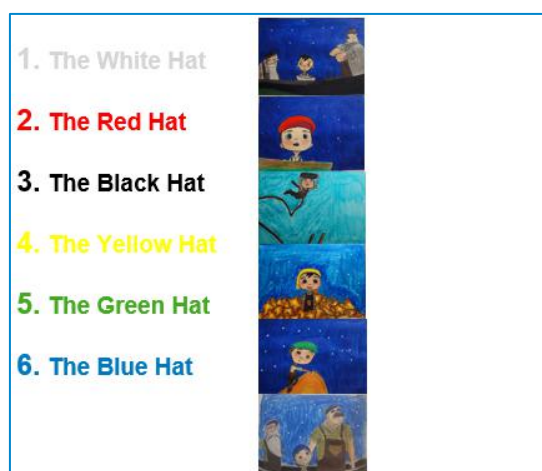 1. The White Hat
2. The Red Hat
3. The Black Hat
4. The Yellow Hat
5. The Green Hat
6. The Blue Hat